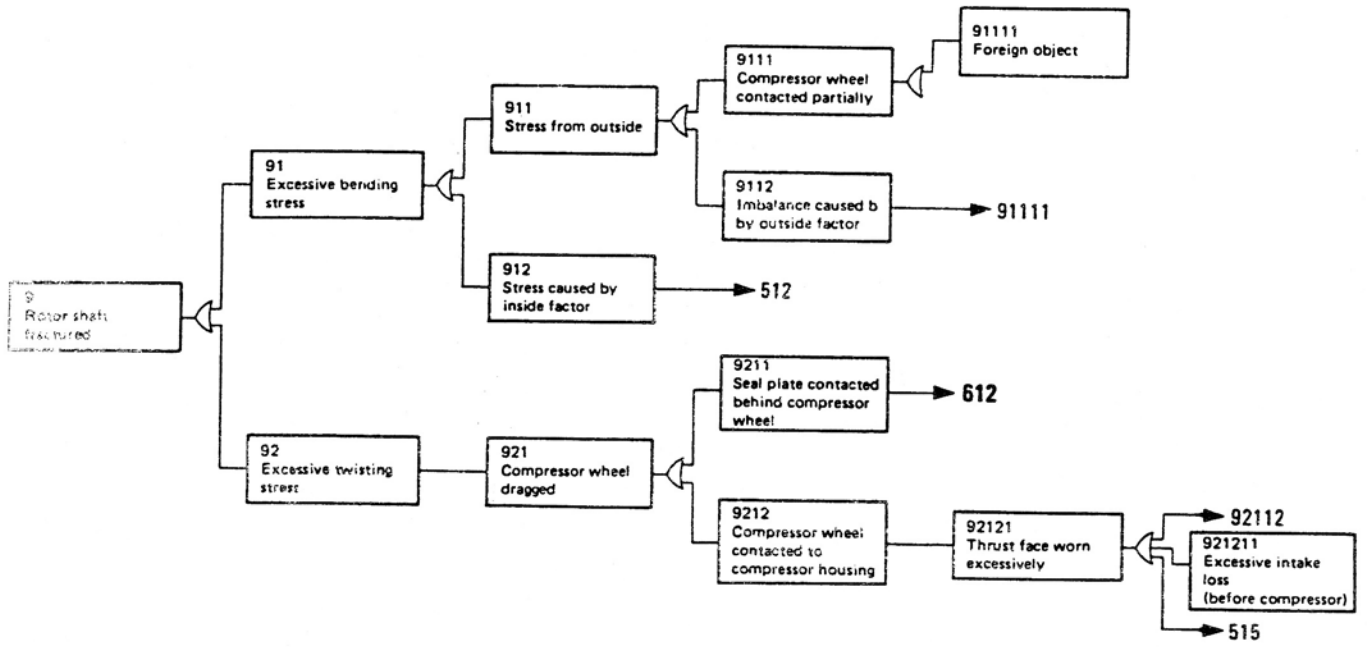 91111
Foreign object
9111
Compressor wheel
contacted partially
911
Stress from outside
91
Excessive bending
stress
9112
Imbalance caused b
by outside factor
91111
912
Stress caused by
inside factor
512
9
Rotor shaft
fractured
9211
Seal plate contacted
behind compressor
wheel
612
92
Excessive twisting
stress
921
Compressor wheel
dragged
9212
Compressor wheel
contacted to
compressor housing
92121
Thrust face worn
excessively
92112
921211
Excessive intake
loss
(before compressor)
515